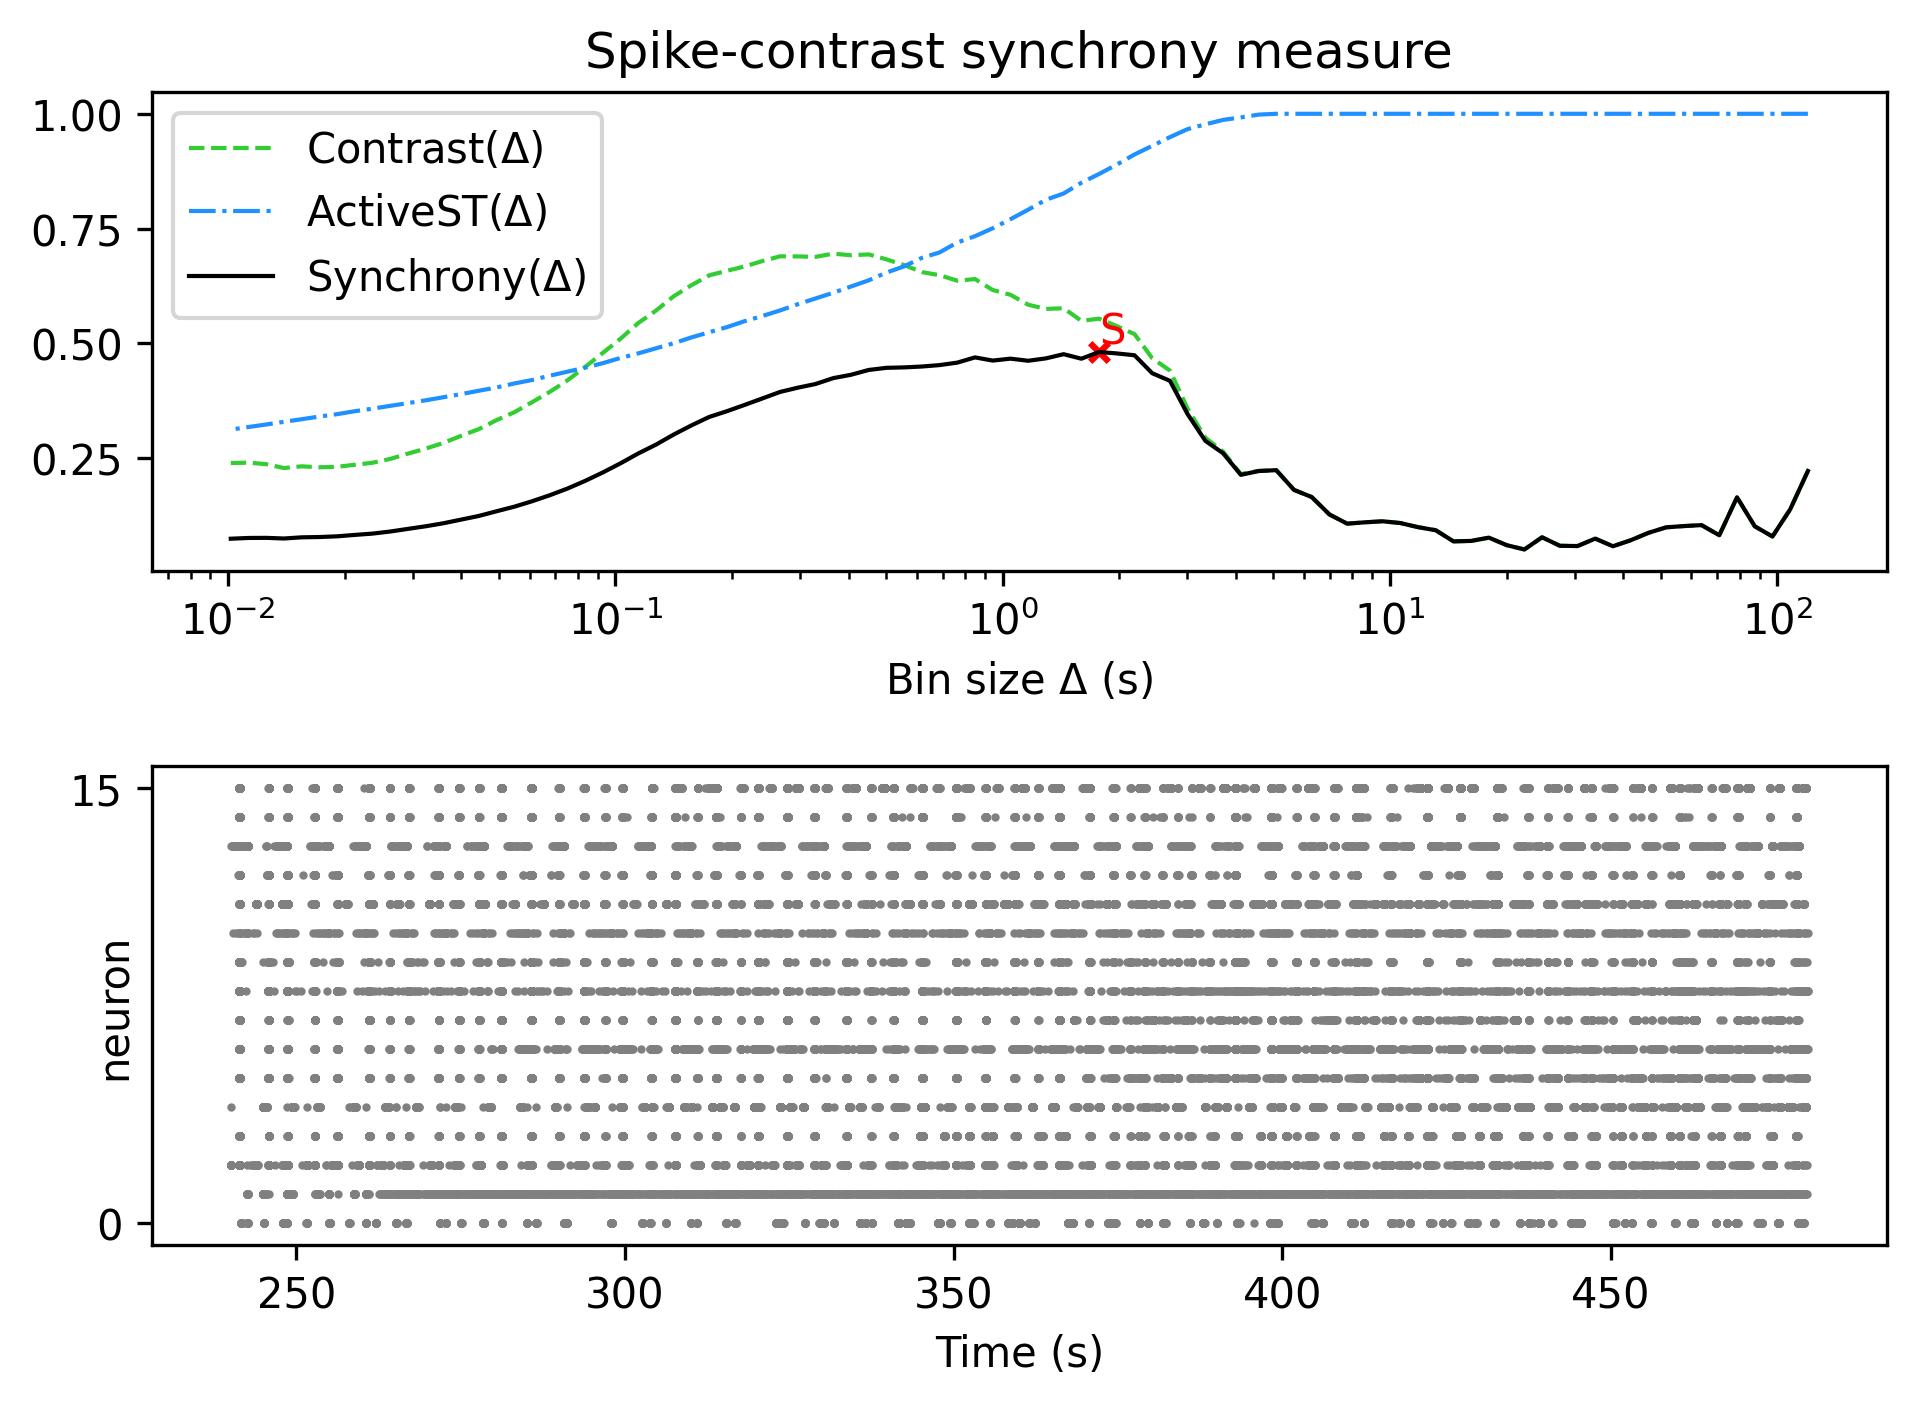 Spike-contrast synchrony measure
1.00
0.75
0.50
0.25
Contrast(Δ)
ActiveST(Δ)
Synchrony(Δ)
S
10⁻² 10⁻¹ 10⁰ 10¹ 10²
Bin size Δ (s)
15
0
neuron
250 300 350 400 450
Time (s)